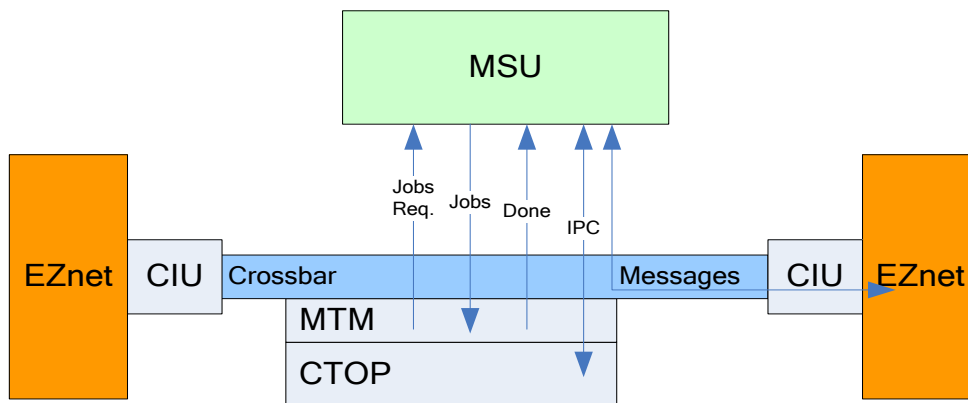 MSU
Jobs
Req.
Jobs
Done
IPC
EZnet
CIU
Crossbar
Messages
CIU
EZnet
MTM
CTOP